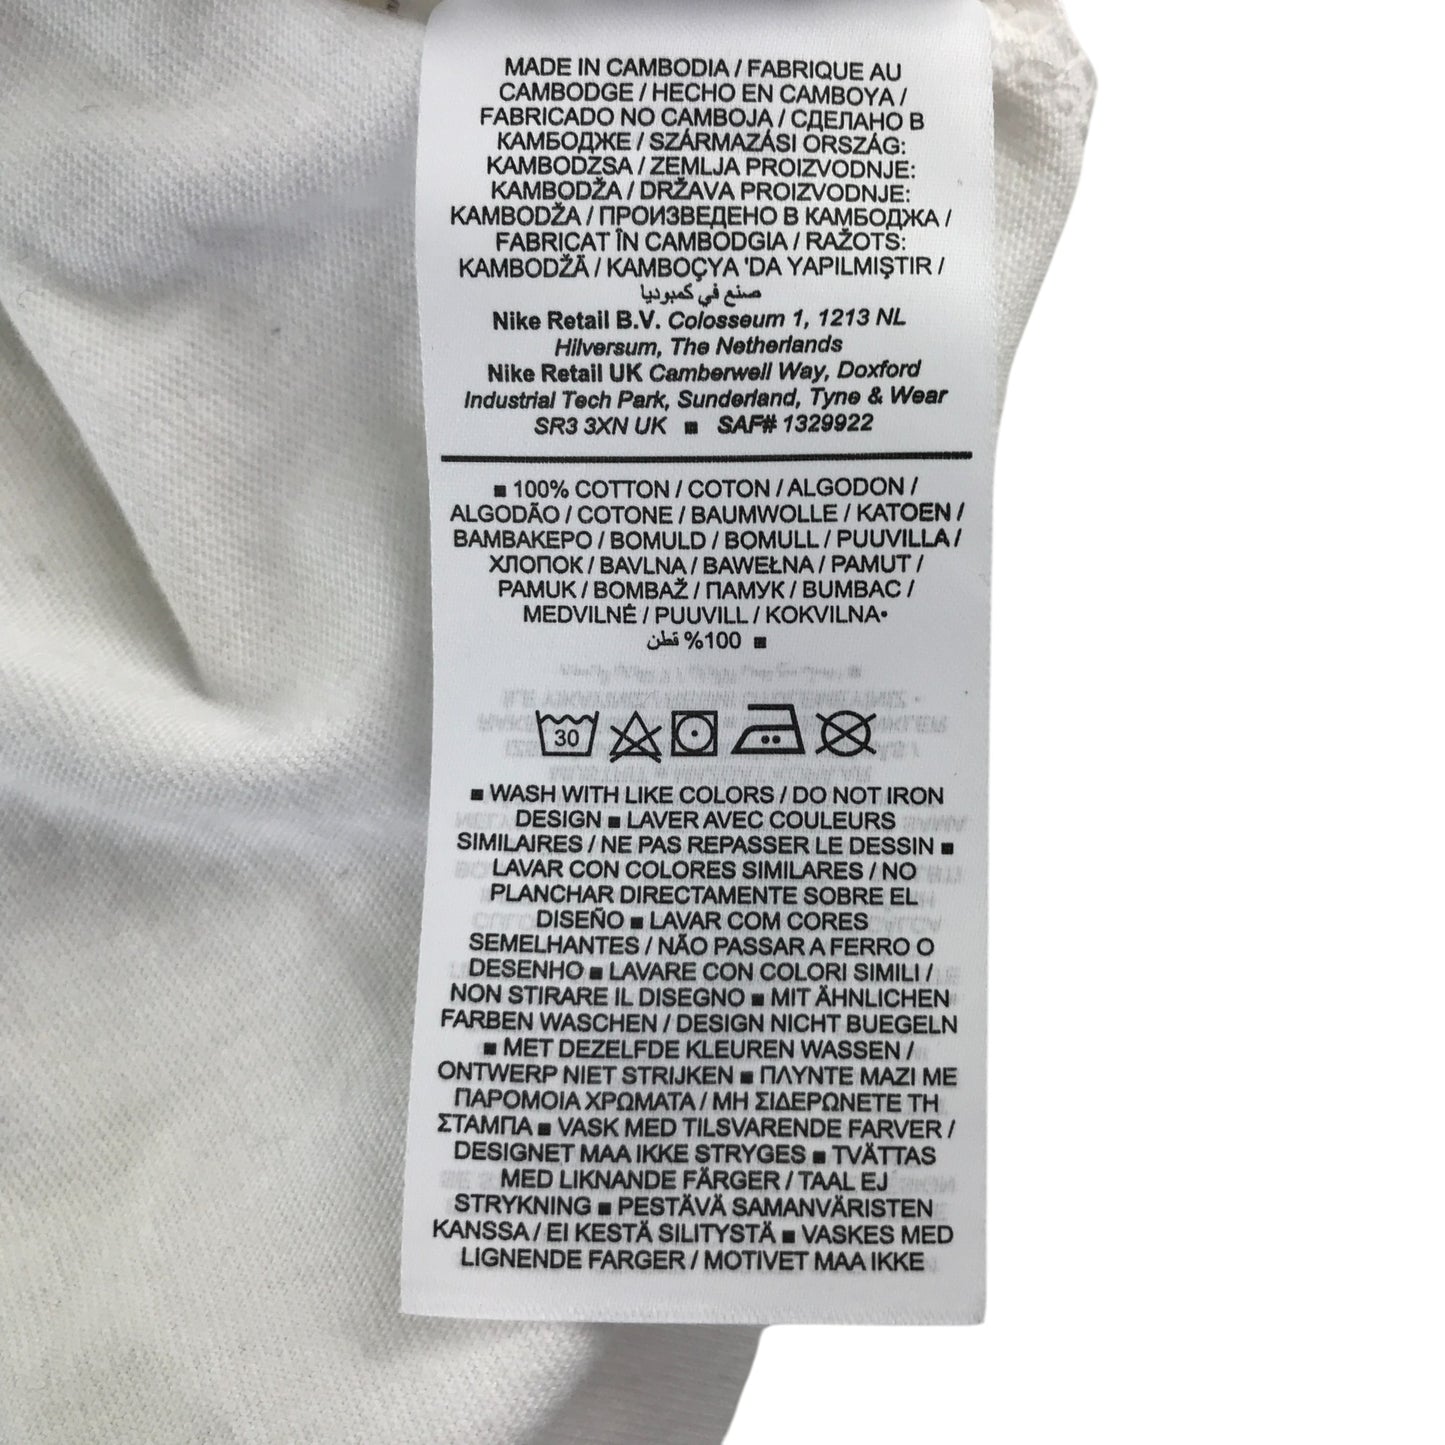 MADE IN CAMBODIA / FABRIQUE AU
CAMBODGE / HECHO EN CAMBOYA /
FABRICADO NO CAMBOJA / СДЕЛАНО В
КАМБОДЖЕ / SZÁRMAZÁSI ORSZÁG:
KAMBODZSA / ZEMLJA PROIZVODNJE:
KAMBODŽA / DRŽAVA PROIZVODNJE:
KAMBODŽA / ПРОИЗВЕДЕНО В КАМБОДЖА /
FABRICAT ÎN CAMBODGIA / RAŽOTS:
KAMBODŽĀ / KAMBOÇYA 'DA YAPILMIŞTIR /
صنع في كمبوديا
Nike Retail B.V. Colosseum 1, 1213 NL
Hilversum, The Netherlands
Nike Retail UK Camberwell Way, Doxford
Industrial Tech Park, Sunderland, Tyne & Wear
SR3 3XN UK ■ SAF# 1329922
■ 100% COTTON / COTON / ALGODON /
ALGODÃO / COTONE / BAUMWOLLE / KATOEN /
ΒΑΜΒΑΚΕΡΟ / BOMULD / BOMULL / PUUVILLA /
ХЛОПОК / BAVLNA / BAWEŁNA / PAMUT /
PAMUK / BOMBAŽ / ПАМУК / BUMBAC /
MEDVILNĖ / PUUVILL / KOKVILNA•
■ 100% قطن
30
■ WASH WITH LIKE COLORS / DO NOT IRON
DESIGN ■ LAVER AVEC COULEURS
SIMILAIRES / NE PAS REPASSER LE DESSIN ■
LAVAR CON COLORES SIMILARES / NO
PLANCHAR DIRECTAMENTE SOBRE EL
DISEÑO ■ LAVAR COM CORES
SEMELHANTES / NÃO PASSAR A FERRO O
DESENHO ■ LAVARE CON COLORI SIMILI /
NON STIRARE IL DISEGNO ■ MIT ÄHNLICHEN
FARBEN WASCHEN / DESIGN NICHT BUEGELN
■ MET DEZELFDE KLEUREN WASSEN /
ONTWERP NIET STRIJKEN ■ ΠΛΥΝΤΕ ΜΑΖΙ ΜΕ
ΠΑΡΟΜΟΙΑ ΧΡΩΜΑΤΑ / ΜΗ ΣΙΔΕΡΩΝΕΤΕ ΤΗ
ΣΤΑΜΠΑ ■ VASK MED TILSVARENDE FARVER /
DESIGNET MAA IKKE STRYGES ■ TVÄTTAS
MED LIKNANDE FÄRGER / TAAL EJ
STRYKNING ■ PESTÄVÄ SAMANVÄRISTEN
KANSSA / EI KESTÄ SILITYSTÄ ■ VASKES MED
LIGNENDE FARGER / MOTIVET MAA IKKE